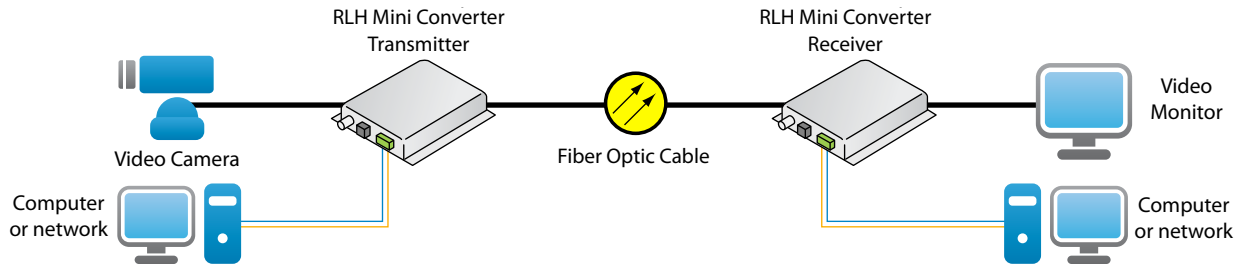 RLH Mini Converter
Transmitter
RLH Mini Converter
Receiver
Video
Monitor
Video Camera
Fiber Optic Cable
Computer
or network
Computer
or network